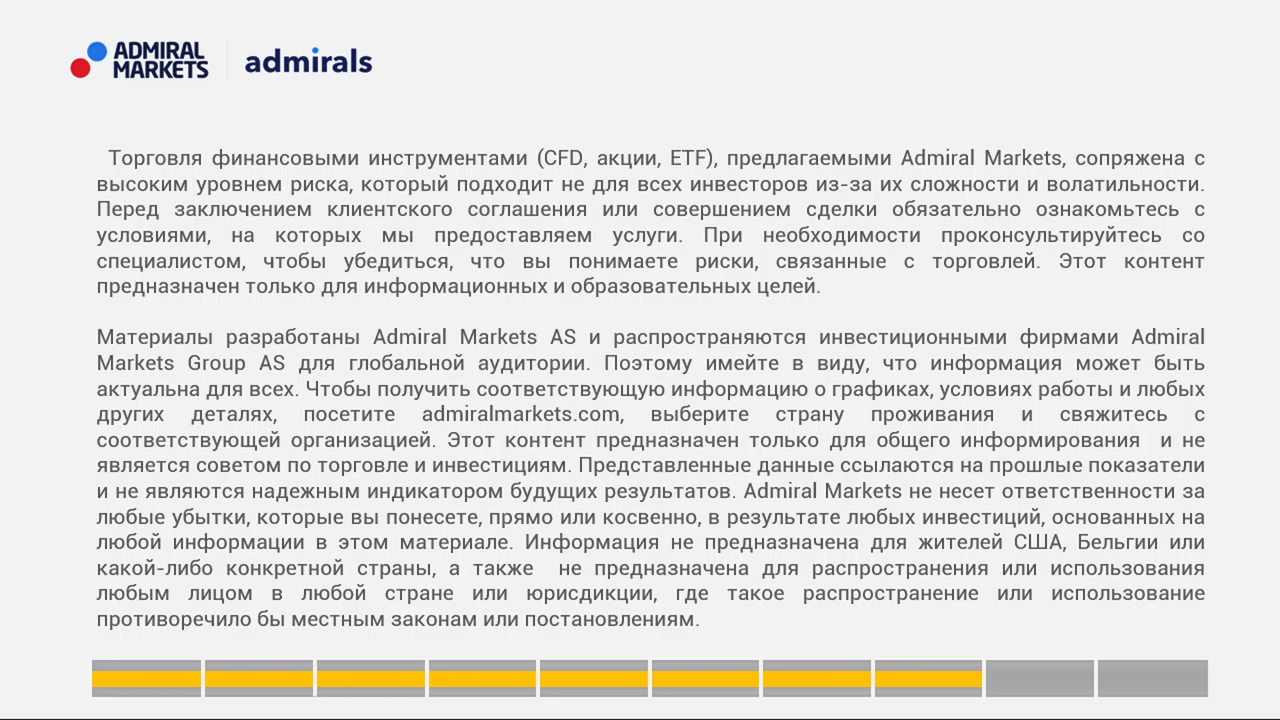 ADMIRAL
MARKETS
admirals
Торговля финансовыми инструментами (CFD, акции, ETF), предлагаемыми Admiral Markets, сопряжена с
высоким уровнем риска, который подходит не для всех инвесторов из-за их сложности и волатильности.
Перед заключением клиентского соглашения или совершением сделки обязательно ознакомьтесь с
условиями, на которых мы предоставляем услуги. При необходимости проконсультируйтесь со
специалистом, чтобы убедиться, что вы понимаете риски, связанные с торговлей. Этот контент
предназначен только для информационных и образовательных целей.
Материалы разработаны Admiral Markets AS и распространяются инвестиционными фирмами Admiral
Markets Group AS для глобальной аудитории. Поэтому имейте в виду, что информация может быть
актуальна для всех. Чтобы получить соответствующую информацию о графиках, условиях работы и любых
других деталях, посетите admiralmarkets.com, выберите страну проживания и свяжитесь с
соответствующей организацией. Этот контент предназначен только для общего информирования и не
является советом по торговле и инвестициям. Представленные данные ссылаются на прошлые показатели
и не являются надежным индикатором будущих результатов. Admiral Markets не несет ответственности за
любые убытки, которые вы понесете, прямо или косвенно, в результате любых инвестиций, основанных на
любой информации в этом материале. Информация не предназначена для жителей США, Бельгии или
какой-либо конкретной страны, а также не предназначена для распространения или использования
любым лицом в любой стране или юрисдикции, где такое распространение или использование
противоречило бы местным законам или постановлениям.